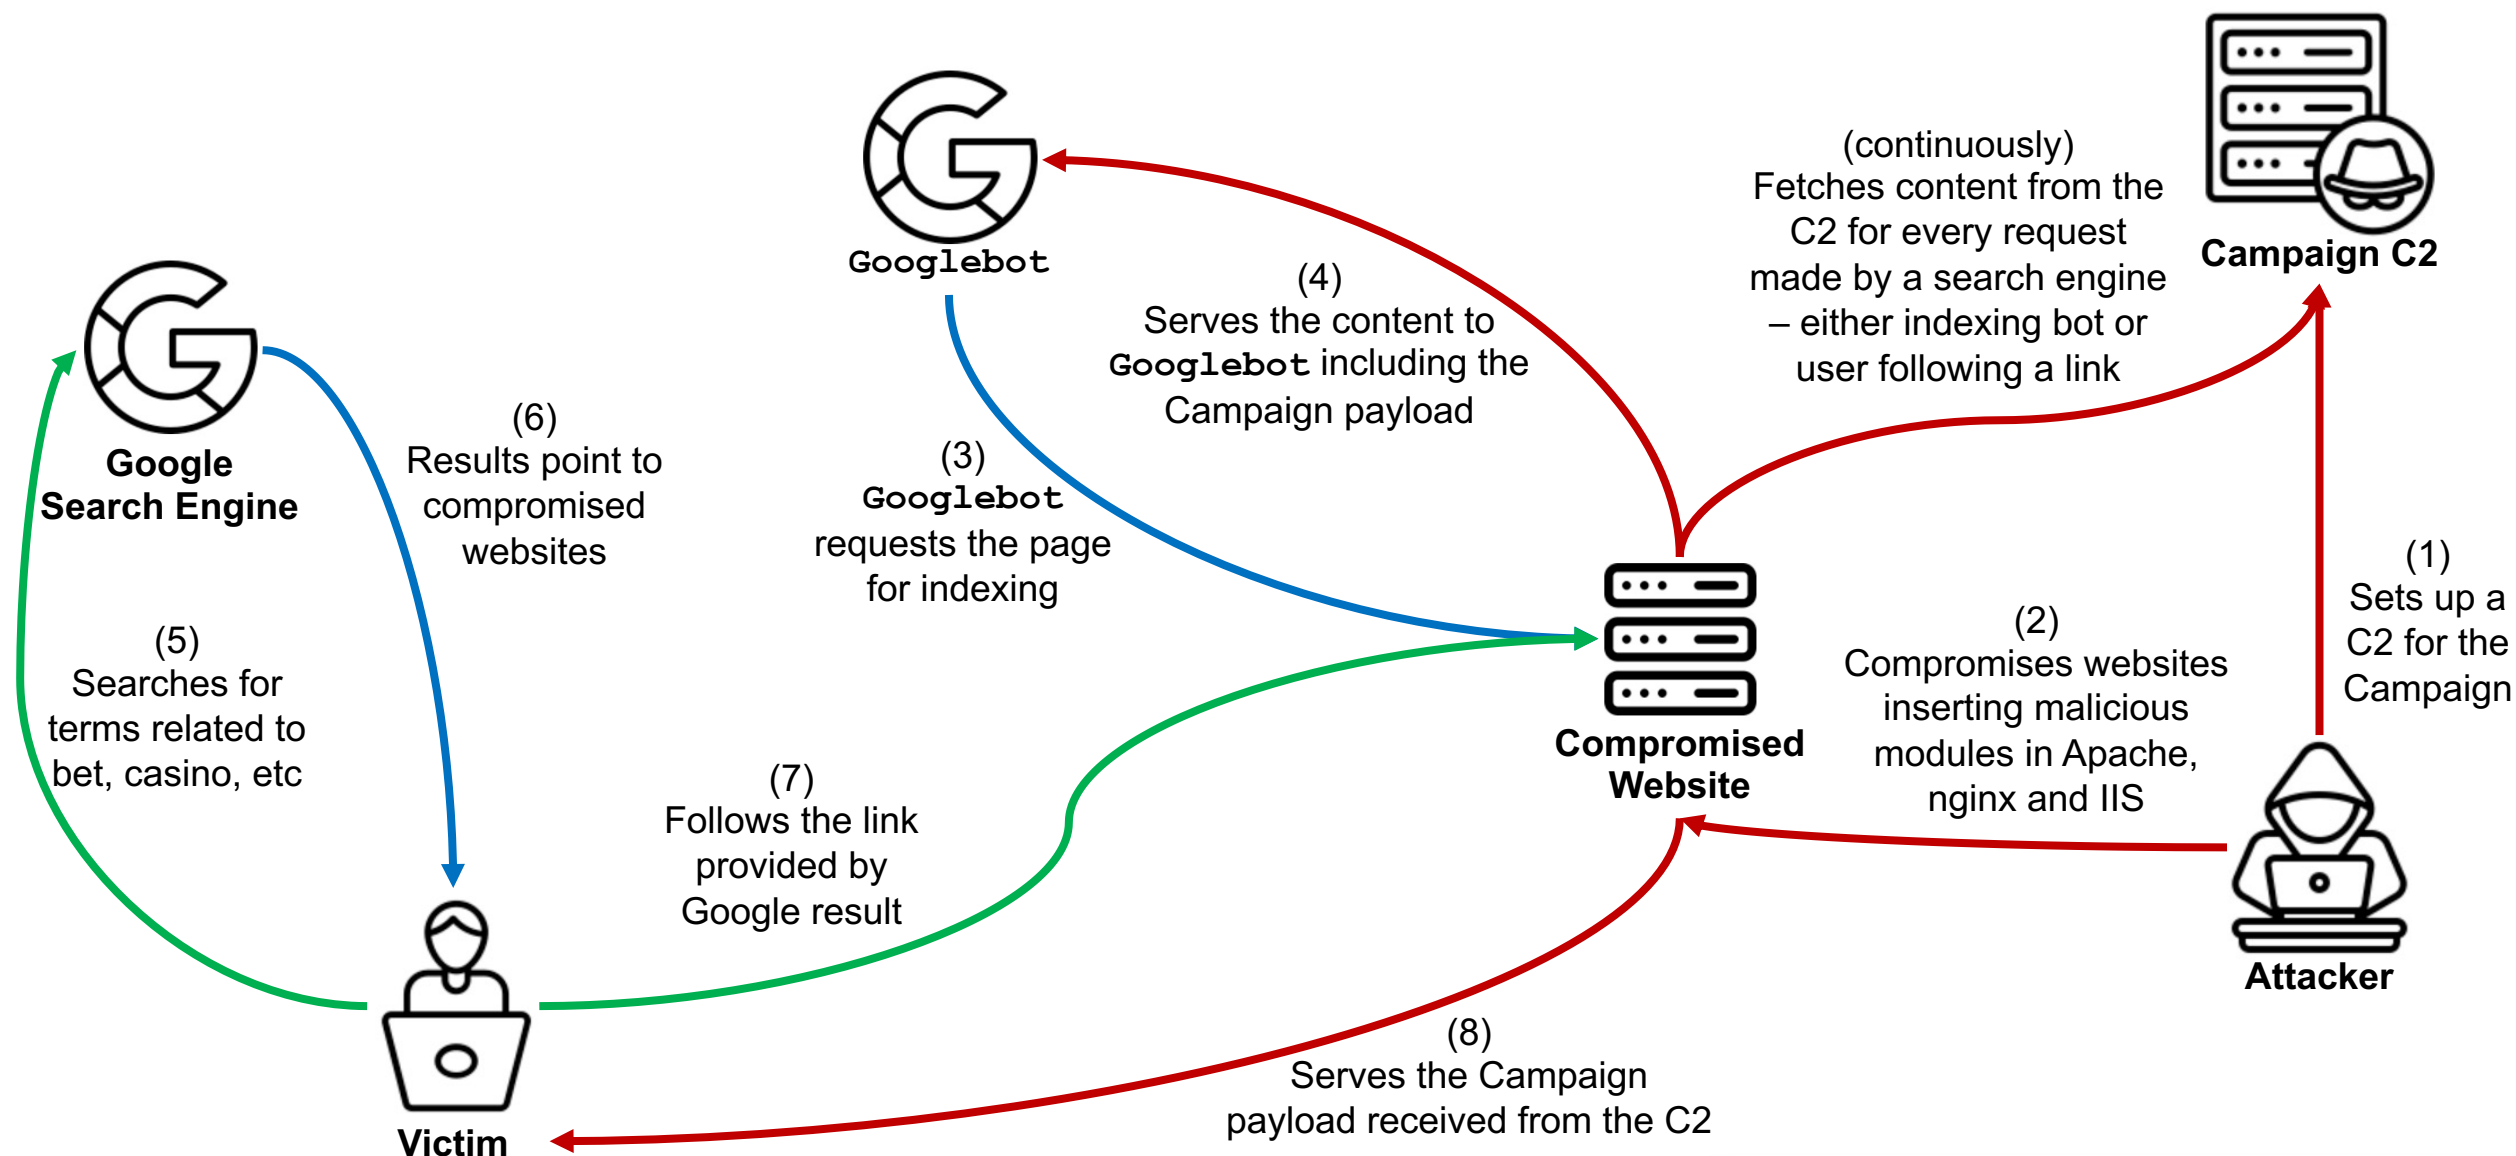 (continuously)
Fetches content from the
C2 for every request
made by a search engine
– either indexing bot or
user following a link
Campaign C2
Googlebot
(4)
Serves the content to
Googlebot including the
Campaign payload
Google
Search Engine
(6)
Results point to
compromised
websites
(3)
Googlebot
requests the page
for indexing
(1)
Sets up a
C2 for the
Campaign
(2)
Compromises websites
inserting malicious
modules in Apache,
nginx and IIS
(5)
Searches for
terms related to
bet, casino, etc
Compromised
Website
(7)
Follows the link
provided by
Google result
Attacker
(8)
Serves the Campaign
payload received from the C2
Victim